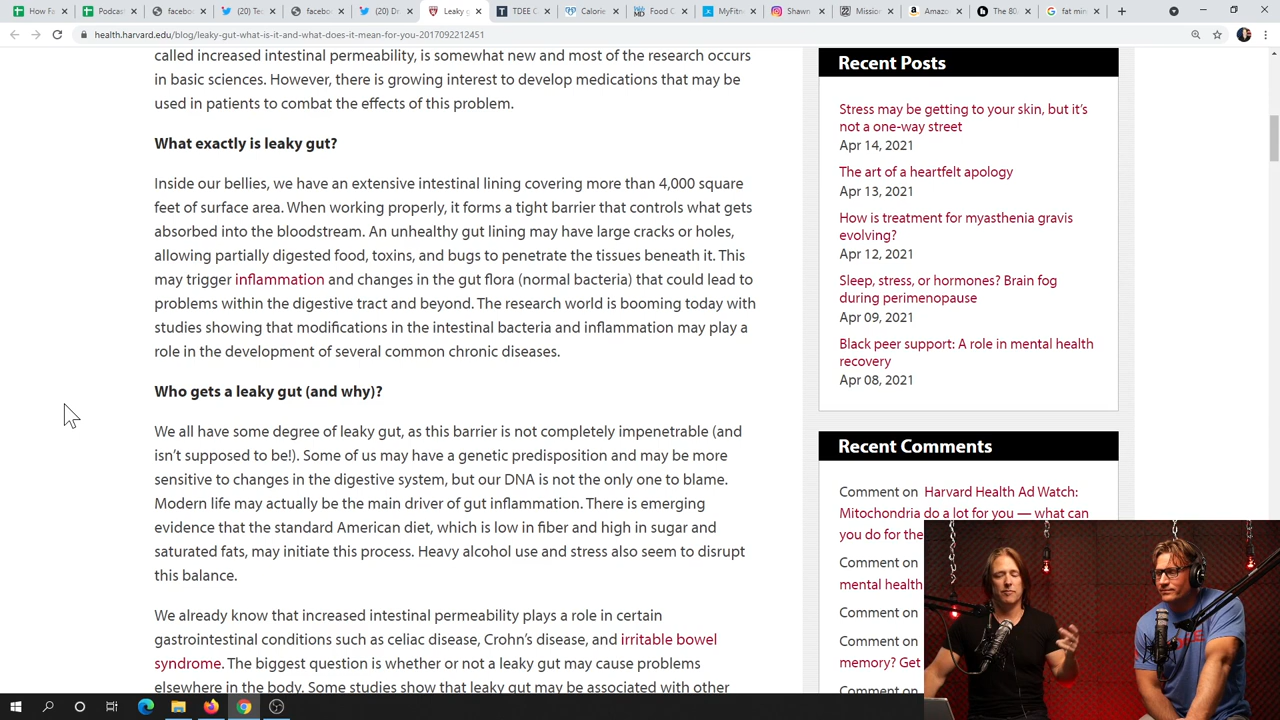 How Fa
Podcas
facebo
(20) Te
facebo
(20) D
Leaky g
TDEE C
Calorie
Food C
MyFitn
Shawn
Mission
Amazo
The 80
fat min
health.harvard.edu/blog/leaky-gut-what-is-it-and-what-does-it-mean-for-you-2017092212451
called increased intestinal permeability, is somewhat new and most of the research occurs
in basic sciences. However, there is growing interest to develop medications that may be
used in patients to combat the effects of this problem.
What exactly is leaky gut?
Inside our bellies, we have an extensive intestinal lining covering more than 4,000 square
feet of surface area. When working properly, it forms a tight barrier that controls what gets
absorbed into the bloodstream. An unhealthy gut lining may have large cracks or holes,
allowing partially digested food, toxins, and bugs to penetrate the tissues beneath it. This
may trigger inflammation and changes in the gut flora (normal bacteria) that could lead to
problems within the digestive tract and beyond. The research world is booming today with
studies showing that modifications in the intestinal bacteria and inflammation may play a
role in the development of several common chronic diseases.
Who gets a leaky gut (and why)?
We all have some degree of leaky gut, as this barrier is not completely impenetrable (and
isn't supposed to be!). Some of us may have a genetic predisposition and may be more
sensitive to changes in the digestive system, but our DNA is not the only one to blame.
Modern life may actually be the main driver of gut inflammation. There is emerging
evidence that the standard American diet, which is low in fiber and high in sugar and
saturated fats, may initiate this process. Heavy alcohol use and stress also seem to disrupt
this balance.
We already know that increased intestinal permeability plays a role in certain
gastrointestinal conditions such as celiac disease, Crohn's disease, and irritable bowel
syndrome. The biggest question is whether or not a leaky gut may cause problems
elsewhere in the body. Some studies show that leaky gut may be associated with other
Recent Posts
Stress may be getting to your skin, but it's
not a one-way street
Apr 14, 2021
The art of a heartfelt apology
Apr 13, 2021
How is treatment for myasthenia gravis
evolving?
Apr 12, 2021
Sleep, stress, or hormones? Brain fog
during perimenopause
Apr 09, 2021
Black peer support: A role in mental health
recovery
Apr 08, 2021
Recent Comments
Comment on Harvard Health Ad Watch:
Mitochondria do a lot for you — what can
you do for the
Comment on
mental health
Comment on
Comment on
memory? Get
Comment on